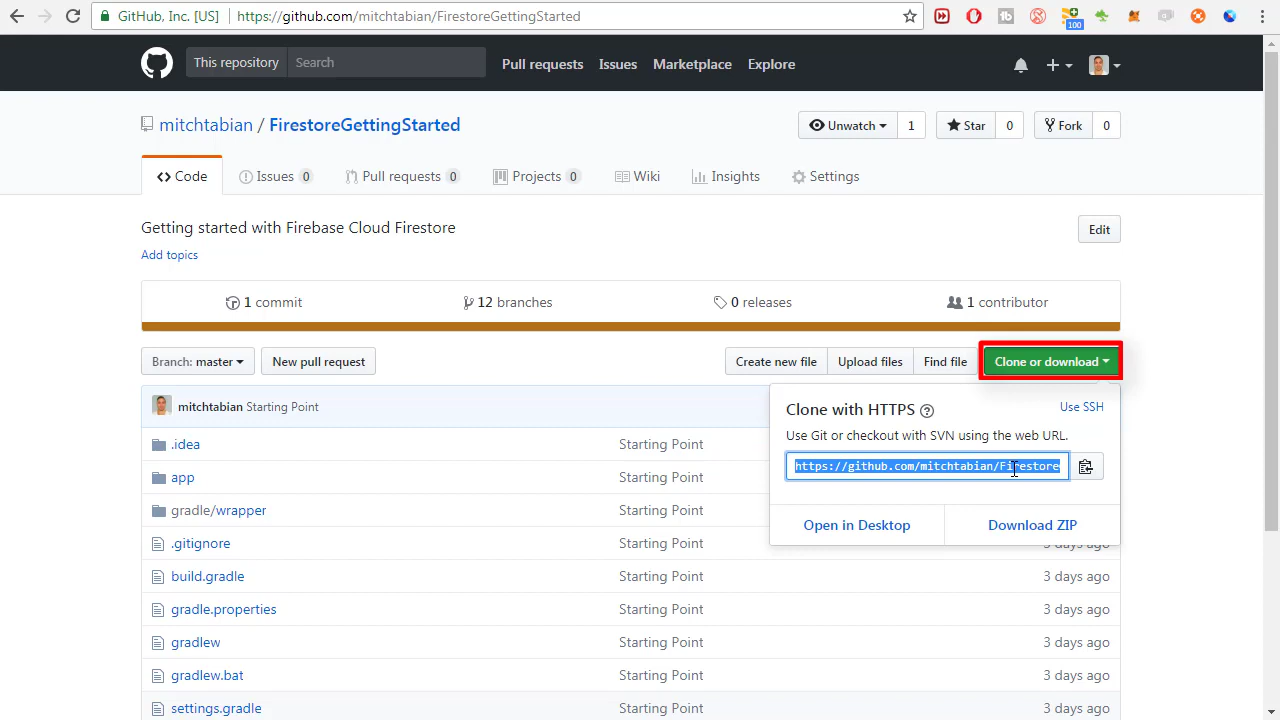 GitHub, Inc. [US] https://github.com/mitchtabian/FirestoreGettingStarted
100
This repository Search Pull requests Issues Marketplace Explore
mitchtabian / FirestoreGettingStarted
Unwatch 1 Star 0 Fork 0
Code Issues 0 Pull requests 0 Projects 0 Wiki Insights Settings
Getting started with Firebase Cloud Firestore
Edit
Add topics
1 commit 12 branches 0 releases 1 contributor
Branch: master New pull request Create new file Upload files Find file Clone or download
mitchtabian Starting Point
Clone with HTTPS Use SSH
Use Git or checkout with SVN using the web URL.
https://github.com/mitchtabian/Firestore
Open in Desktop Download ZIP
.idea Starting Point
app Starting Point
gradle/wrapper Starting Point
.gitignore Starting Point 3 days ago
build.gradle Starting Point 3 days ago
gradle.properties Starting Point 3 days ago
gradlew Starting Point 3 days ago
gradlew.bat Starting Point 3 days ago
settings.gradle Starting Point 3 days ago